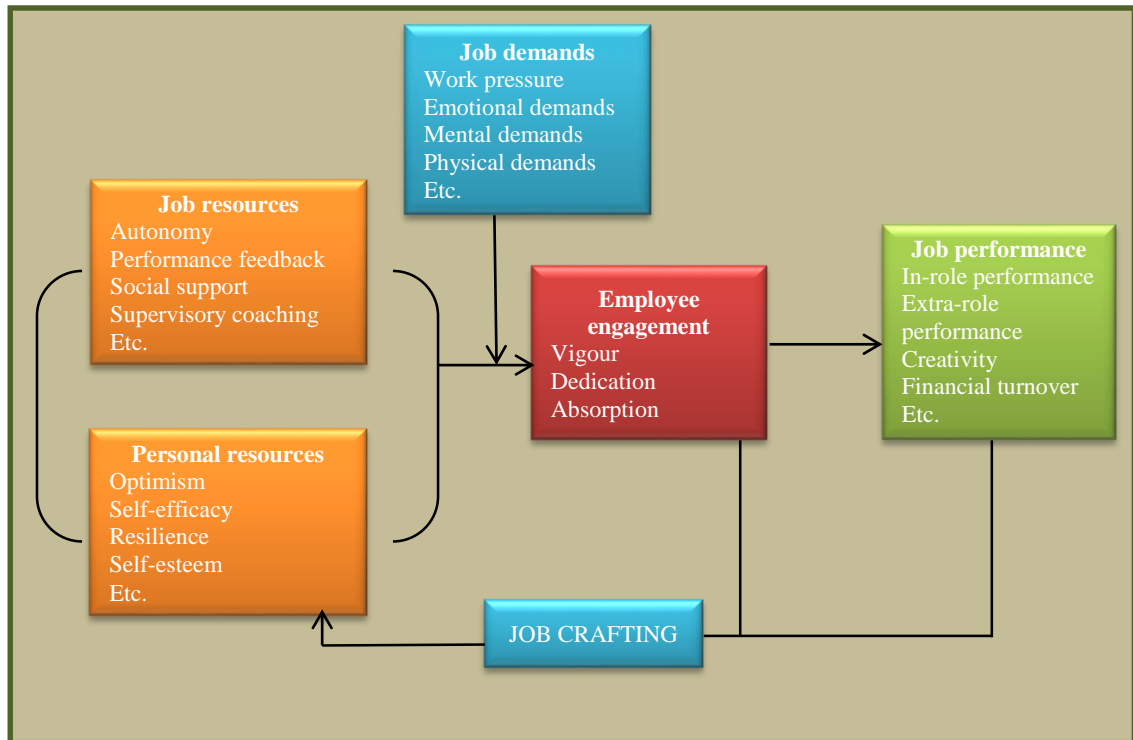 Job demands
Work pressure
Emotional demands
Mental demands
Physical demands
Etc.
Job resources
Autonomy
Performance feedback
Social support
Supervisory coaching
Etc.
Personal resources
Optimism
Self-efficacy
Resilience
Self-esteem
Etc.
Employee
engagement
Vigour
Dedication
Absorption
Job performance
In-role performance
Extra-role
performance
Creativity
Financial turnover
Etc.
JOB CRAFTING